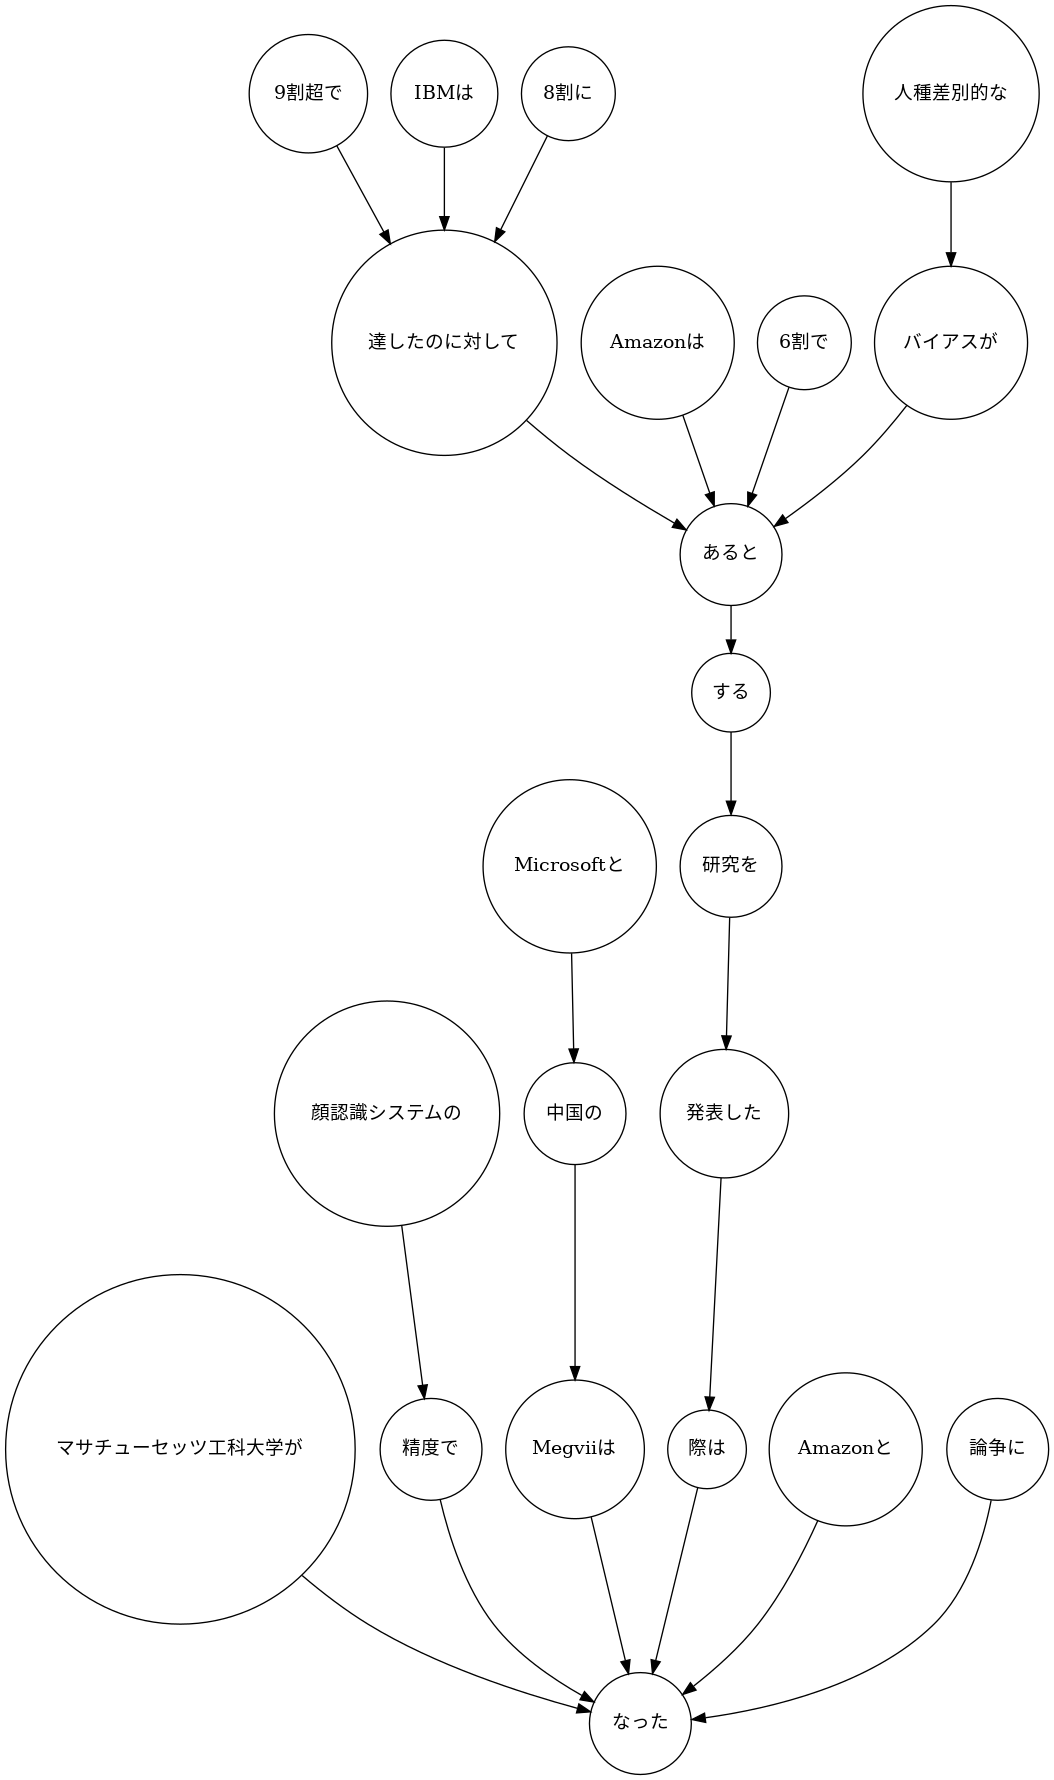 9割超で
IBMは
8割に
人種差別的な
達したのに対して
Amazonは
6割で
バイアスが
あると
する
Microsoftと
研究を
顔認識システムの
中国の
発表した
マサチューセッツ工科大学が
精度で
Megviiは
際は
Amazonと
論争に
なった